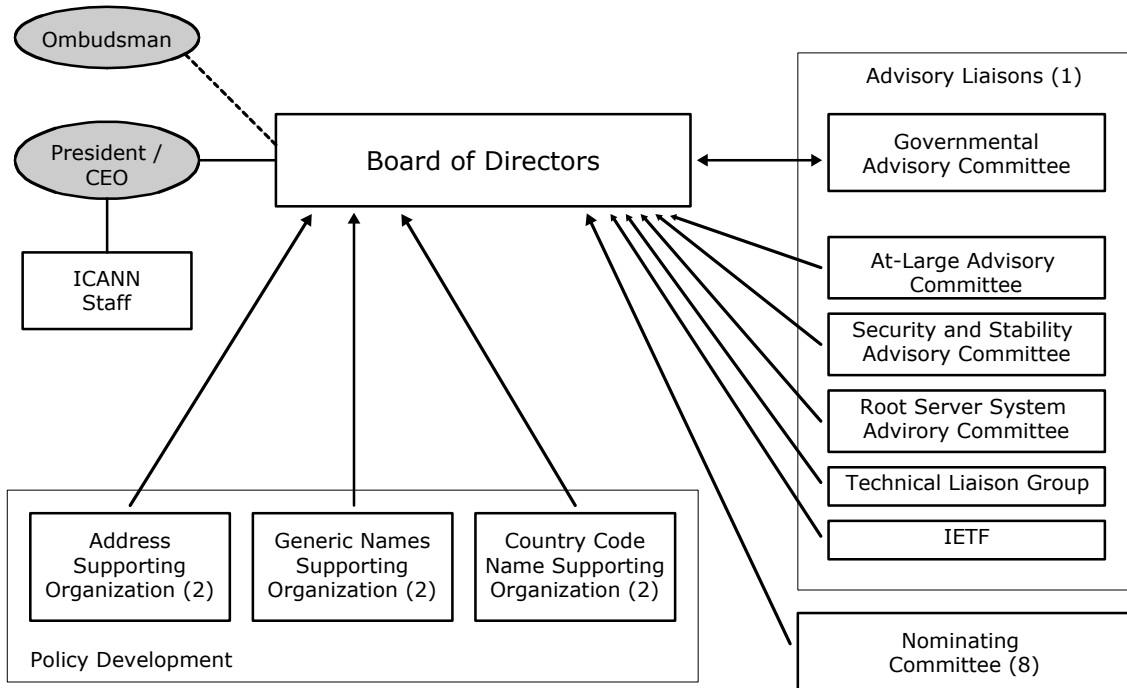 Ombudsman
President /
CEO
ICANN
Staff
Board of Directors
Advisory Liaisons (1)
Governmental
Advisory Committee
At-Large Advisory
Committee
Security and Stability
Advisory Committee
Root Server System
Advirory Committee
Technical Liaison Group
IETF
Address
Supporting
Organization (2)
Generic Names
Supporting
Organization (2)
Country Code
Name Supporting
Organization (2)
Policy Development
Nominating
Committee (8)